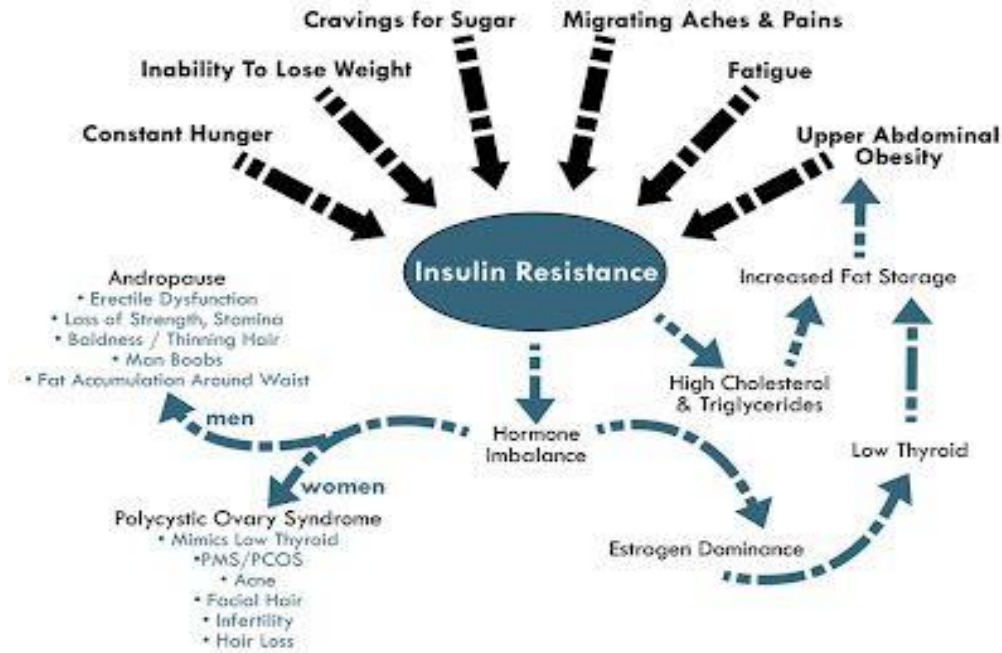 Cravings for Sugar
Migrating Aches & Pains
Inability To Lose Weight
Fatigue
Constant Hunger
Upper Abdominal
Obesity
Insulin Resistance
Increased Fat Storage
Andropause
• Erectile Dysfunction
• Loss of Strength, Stamina
• Baldness / Thinning Hair
• Man Boobs
• Fat Accumulation Around Waist
High Cholesterol
& Triglycerides
men
Hormone
Imbalance
Low Thyroid
women
Polycystic Ovary Syndrome
• Mimics Low Thyroid
•PMS/PCOS
• Acne
• Facial Hair
• Infertility
• Hair Loss
Estrogen Dominance